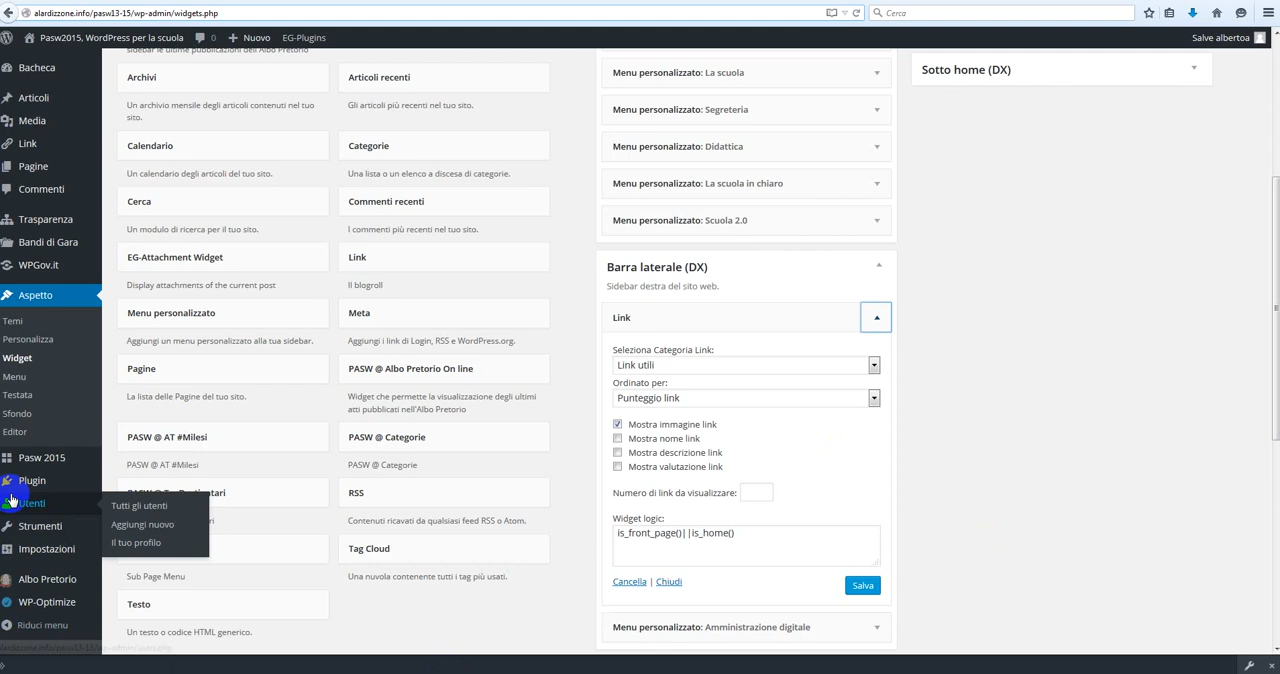 alardizzone.info/pasw13-15/wp-admin/widgets.php
Cerca
Pasw2015, WordPress per la scuola
0
Nuovo
EG-Plugins
Salve albertoa
Bacheca
Articoli
Media
Link
Pagine
Commenti
Trasparenza
Bandi di Gara
WPGov.it
Aspetto
Temi
Personalizza
Widget
Menu
Testata
Sfondo
Editor
Pasw 2015
Plugin
Utenti
Strumenti
Impostazioni
Albo Pretorio
WP-Optimize
Riduci menu
Tutti gli utenti
Aggiungi nuovo
Il tuo profilo
sidebar le ultime pubblicazioni dell'Albo Pretorio
Archivi
Un archivio mensile degli articoli contenuti nel tuo
sito.
Articoli recenti
Gli articoli più recenti nel tuo sito.
Calendario
Un calendario degli articoli del tuo sito.
Categorie
Una lista o un elenco a discesa di categorie.
Cerca
Un modulo di ricerca per il tuo sito.
Commenti recenti
I commenti più recenti nel tuo sito.
EG-Attachment Widget
Display attachments of the current post
Link
Il blogroll
Menu personalizzato
Aggiungi un menu personalizzato alla tua sidebar.
Meta
Aggiungi i link di Login, RSS e WordPress.org.
Pagine
La lista delle Pagine del tuo sito.
PASW @ Albo Pretorio On line
Widget che permette la visualizzazione degli ultimi
atti pubblicati nell'Albo Pretorio
PASW @ AT #Milesi
PASW @ AT #Milesi
PASW @ Categorie
PASW @ Categorie
RSS
Contenuti ricavati da qualsiasi feed RSS o Atom.
Sub Page Menu
Tag Cloud
Una nuvola contenente tutti i tag più usati.
Testo
Un testo o codice HTML generico.
Menu personalizzato: La scuola
Menu personalizzato: Segreteria
Menu personalizzato: Didattica
Menu personalizzato: La scuola in chiaro
Menu personalizzato: Scuola 2.0
Barra laterale (DX)
Sidebar destra del sito web.
Link
Seleziona Categoria Link:
Link utili
Ordinato per:
Punteggio link
Mostra immagine link
Mostra nome link
Mostra descrizione link
Mostra valutazione link
Numero di link da visualizzare:
Widget logic:
is_front_page()||is_home()
Cancella | Chiudi
Salva
Menu personalizzato: Amministrazione digitale
Sotto home (DX)